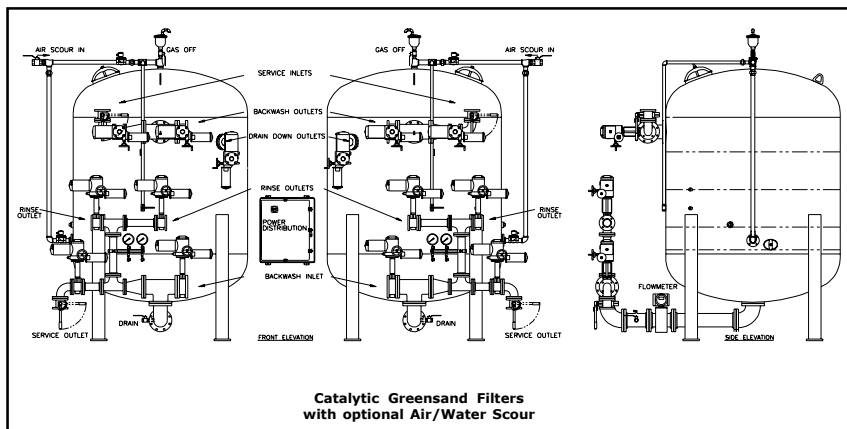 AIR SCOUR IN
GAS OFF
GAS OFF
AIR SCOUR IN
SERVICE INLETS
BACKWASH OUTLETS
DRAIN DOWN OUTLETS
RINSE
OUTLET
RINSE OUTLETS
RINSE
OUTLET
POWER
DISTRIBUTION
BACKWASH INLET
FLOWMETER
SERVICE OUTLET
DRAIN
FRONT ELEVATION
DRAIN
SERVICE OUTLET
SIDE ELEVATION
Catalytic Greensand Filters
with optional Air/Water Scour